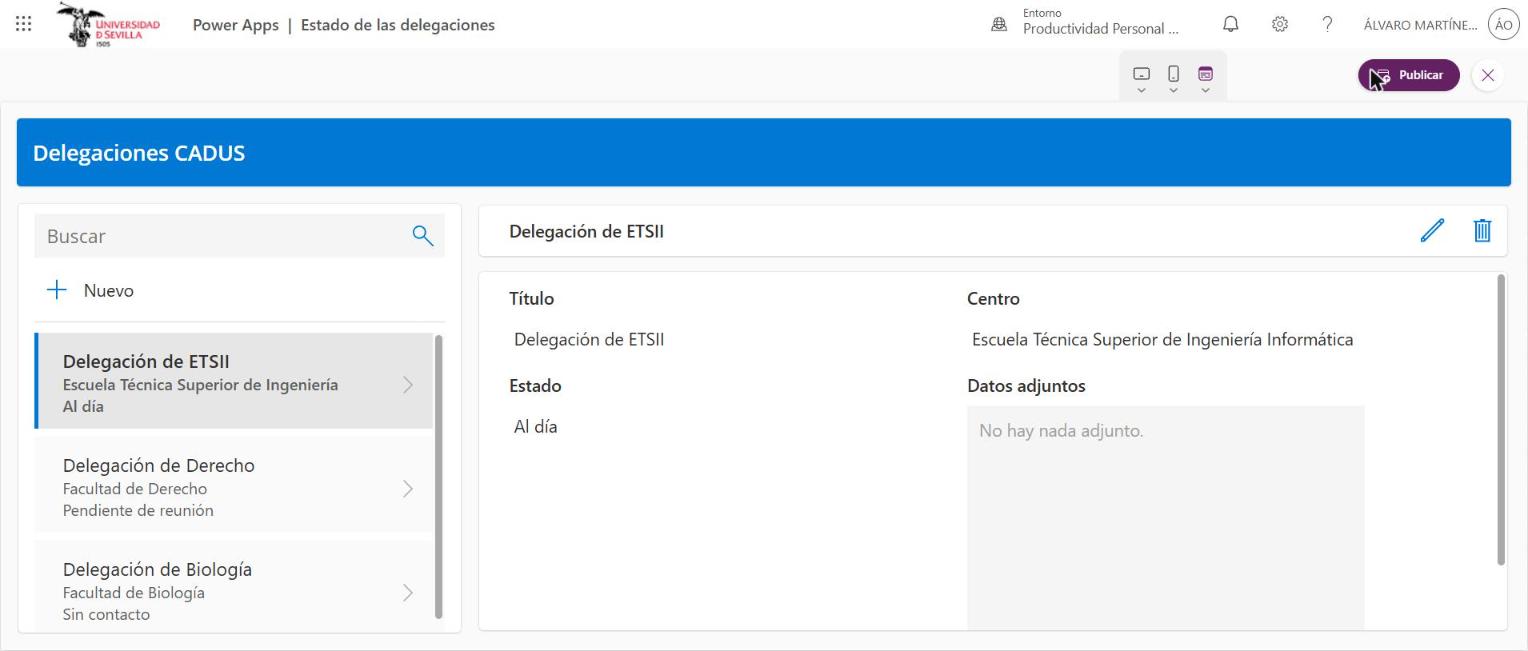 UNIVERSIDAD
D SEVILLA
1505
Power Apps | Estado de las delegaciones
Entorno
Productividad Personal ...
?
ÁLVARO MARTÍNE...
ÁO
Publicar
Delegaciones CADUS
Buscar
Nuevo
Delegación de ETSII
Escuela Técnica Superior de Ingeniería
Al día
Delegación de Derecho
Facultad de Derecho
Pendiente de reunión
Delegación de Biología
Facultad de Biología
Sin contacto
Delegación de ETSII
Título
Delegación de ETSII
Centro
Escuela Técnica Superior de Ingeniería Informática
Estado
Al día
Datos adjuntos
No hay nada adjunto.